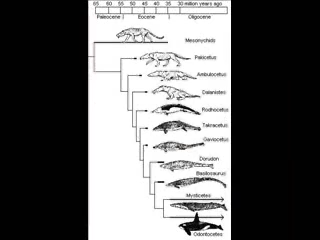 65 60 55 50 45 40 35 30 million years ago
Paleocene Eocene Oligocene
Mesonychids
Pakicetus
Ambulocetus
Dalanistes
Rodhocetus
Takracetus
Gaviocetus
Dorudon
Basilosaurus
Mysticetes
Odontocetes